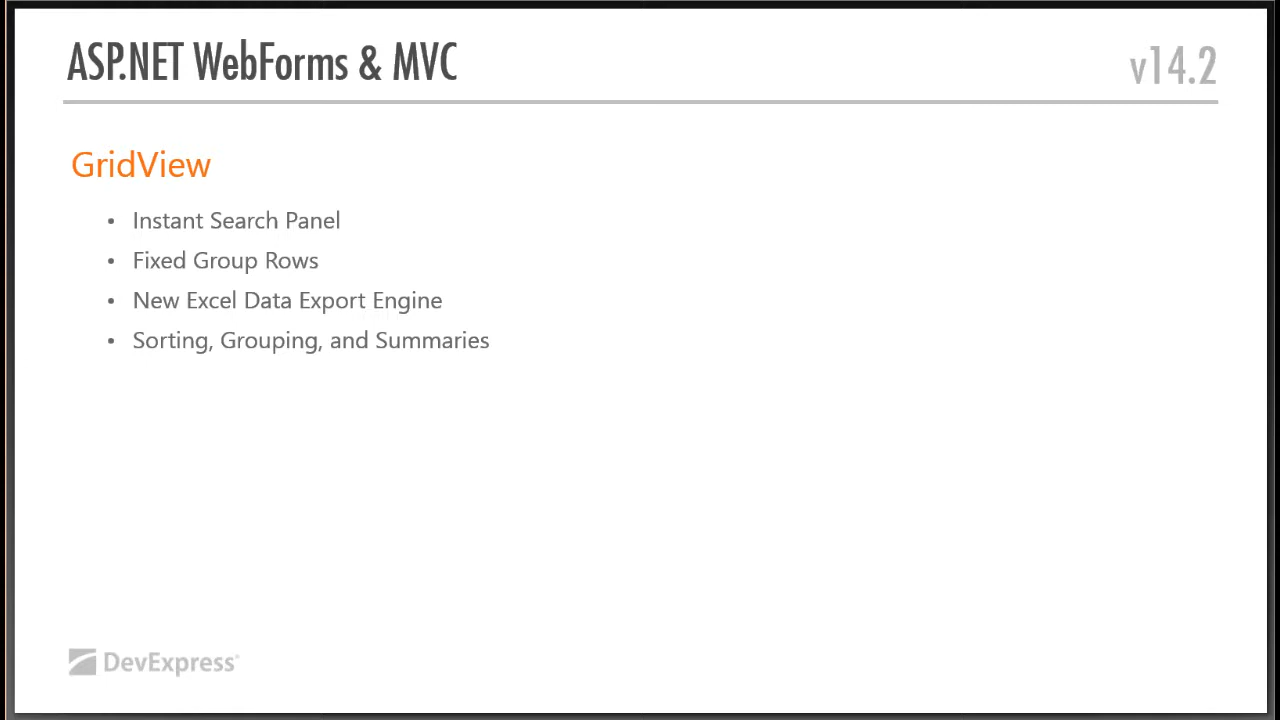 ASP.NET WebForms & MVC
v14.2
GridView
• Instant Search Panel
• Fixed Group Rows
• New Excel Data Export Engine
• Sorting, Grouping, and Summaries
DevExpress®